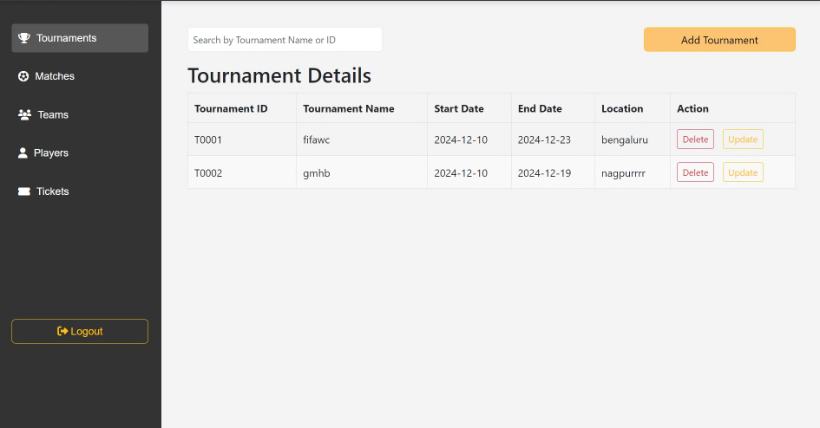 Tournaments
Matches
Teams
Players
Tickets
Logout
Search by Tournament Name or ID
Add Tournament
Tournament Details
Tournament ID Tournament Name Start Date End Date Location Action
T0001 fifawc 2024-12-10 2024-12-23 bengaluru Delete Update
T0002 gmhb 2024-12-10 2024-12-19 nagpurrrr Delete Update